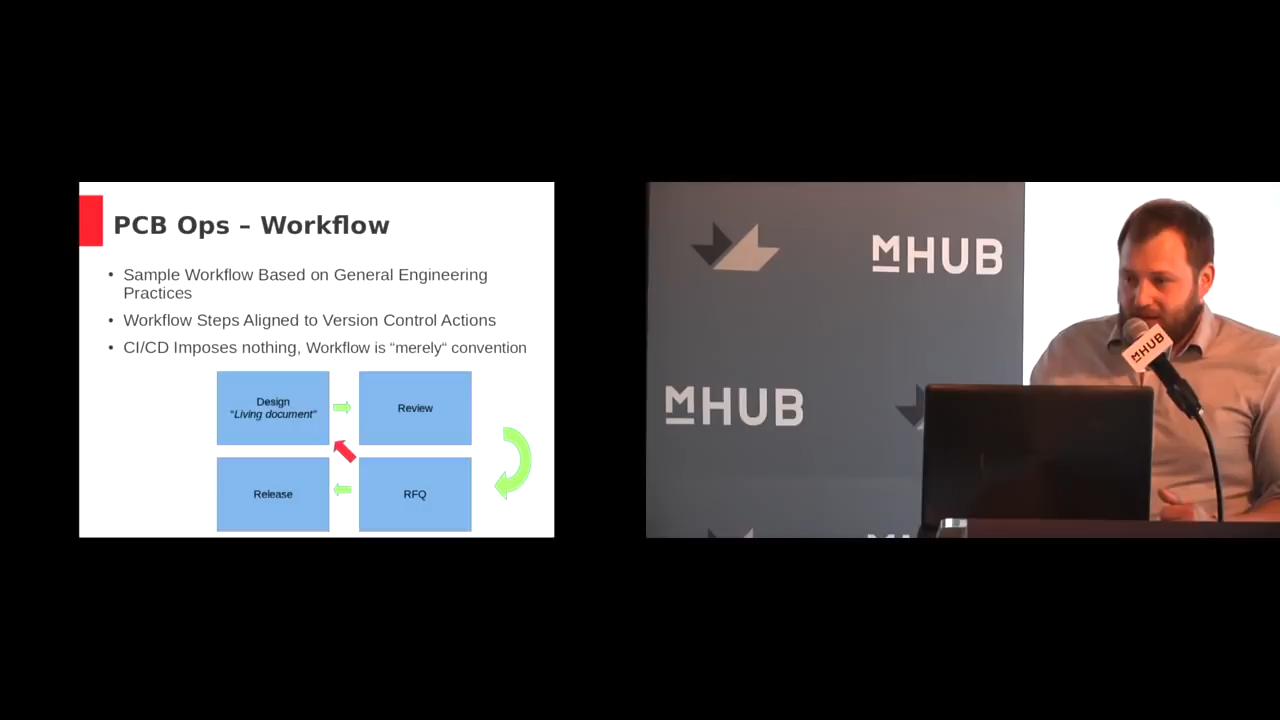 PCB Ops – Workflow
• Sample Workflow Based on General Engineering
Practices
• Workflow Steps Aligned to Version Control Actions
• CI/CD Imposes nothing, Workflow is “merely“ convention
Design
“Living document”
Review
Release
RFQ
MHUB
MHUB
MHUB